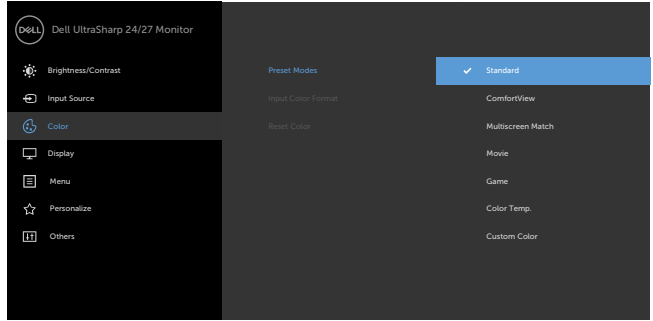 DELL Dell UltraSharp 24/27 Monitor
Brightness/Contrast Preset Modes Standard
Input Source Input Color Format ComfortView
Color Reset Color Multiscreen Match
Display Movie
Menu Game
Personalize Color Temp.
Others Custom Color